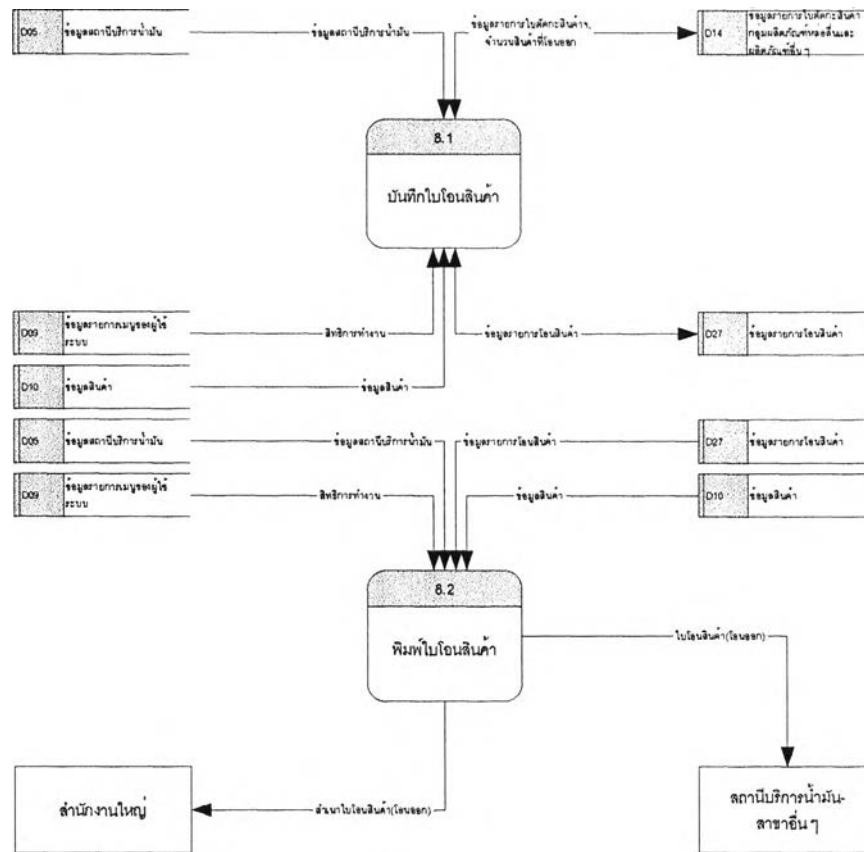 D05
ข้อมูลสถานีบริการน้ำมัน
ข้อมูลสถานีบริการน้ำมัน
ข้อมูลรายการใบตัดกะสินค้าฯ,
จำนวนสินค้าที่โอนออก
D14
ข้อมูลรายการใบตัดกะสินค้า
กลุ่มผลิตภัณฑ์หล่อลื่นและ
ผลิตภัณฑ์อื่น ๆ
8.1
บันทึกใบโอนสินค้า
D09
ข้อมูลรายการเมนูของผู้ใช้
ระบบ
สิทธิการทำงาน
ข้อมูลรายการโอนสินค้า
D27
ข้อมูลรายการโอนสินค้า
D10
ข้อมูลสินค้า
ข้อมูลสินค้า
D05
ข้อมูลสถานีบริการน้ำมัน
ข้อมูลสถานีบริการน้ำมัน
ข้อมูลรายการโอนสินค้า
D27
ข้อมูลรายการโอนสินค้า
D09
ข้อมูลรายการเมนูของผู้ใช้
ระบบ
สิทธิการทำงาน
ข้อมูลสินค้า
D10
ข้อมูลสินค้า
8.2
พิมพ์ใบโอนสินค้า
ใบโอนสินค้า(โอนออก)
สำนักงานใหญ่
สำเนาใบโอนสินค้า(โอนออก)
สถานีบริการน้ำมัน-
สาขาอื่น ๆ